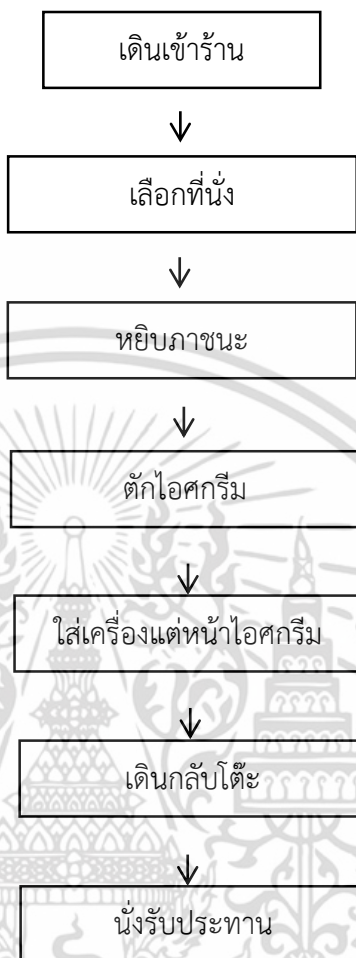 เดินเข้าร้าน
เลือกที่นั่ง
หยิบภาชนะ
ตักไอศกรีม
ใส่เครื่องแต่หน้าไอศกรีม
เดินกลับโต๊ะ
นั่งรับประทาน